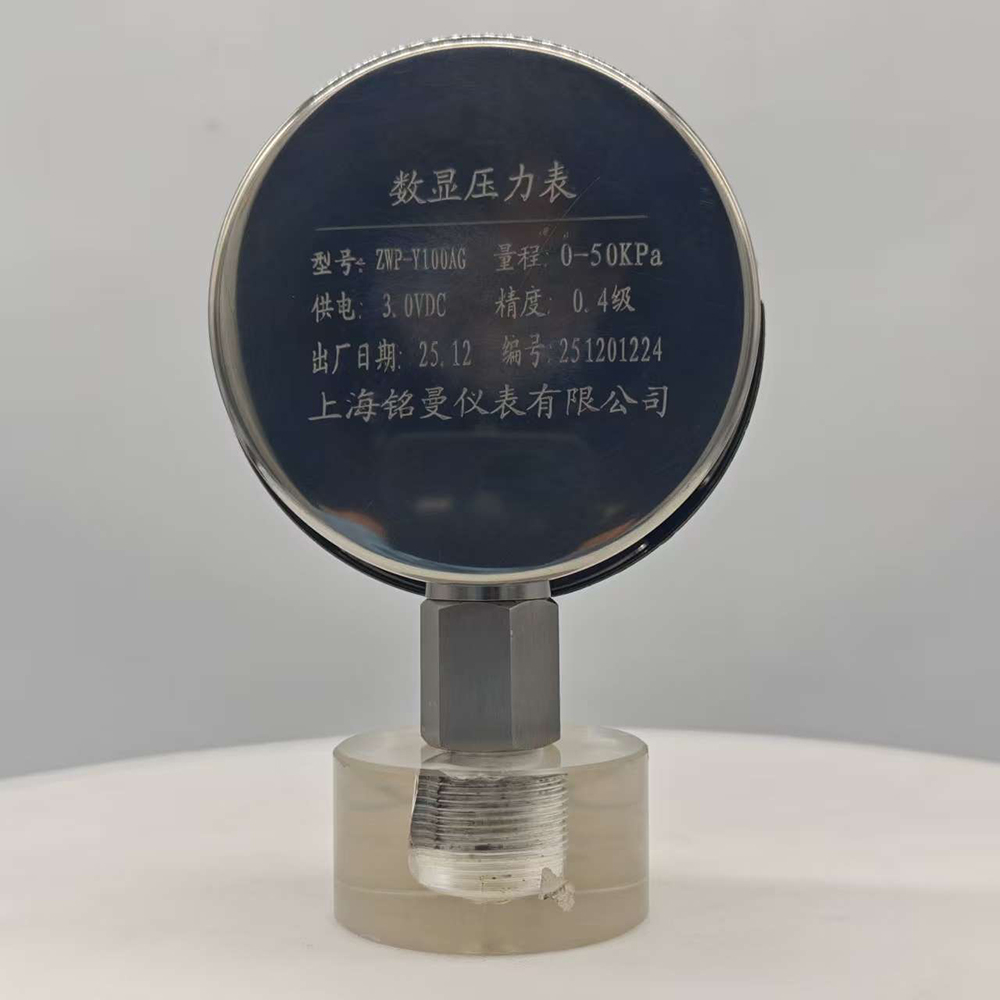 数显压力表
型号: ZWP-Y100AG 量程: 0-50KPa
供电: 3.0VDC 精度: 0.4级
出厂日期: 25.12 编号:251201224
上海铭曼仪表有限公司